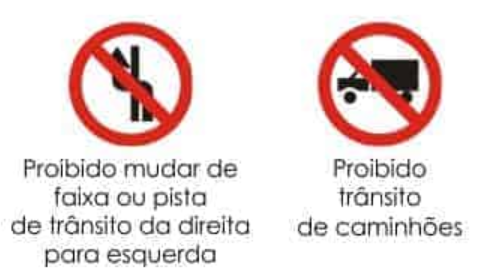 Proibido mudar de
faixa ou pista
de trânsito da direita
para esquerda
Proibido
trânsito
de caminhões